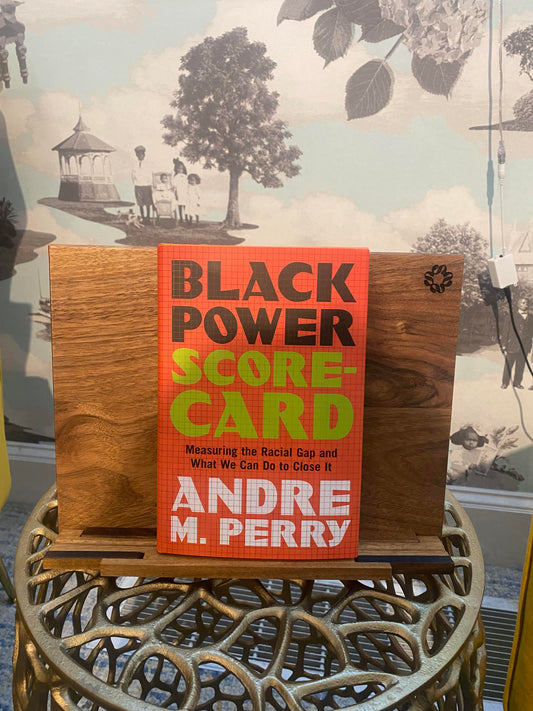 BLACK
POWER
SCORE-
CARD
Measuring the Racial Gap and
What We Can Do to Close It
ANDRE
M. PERRY